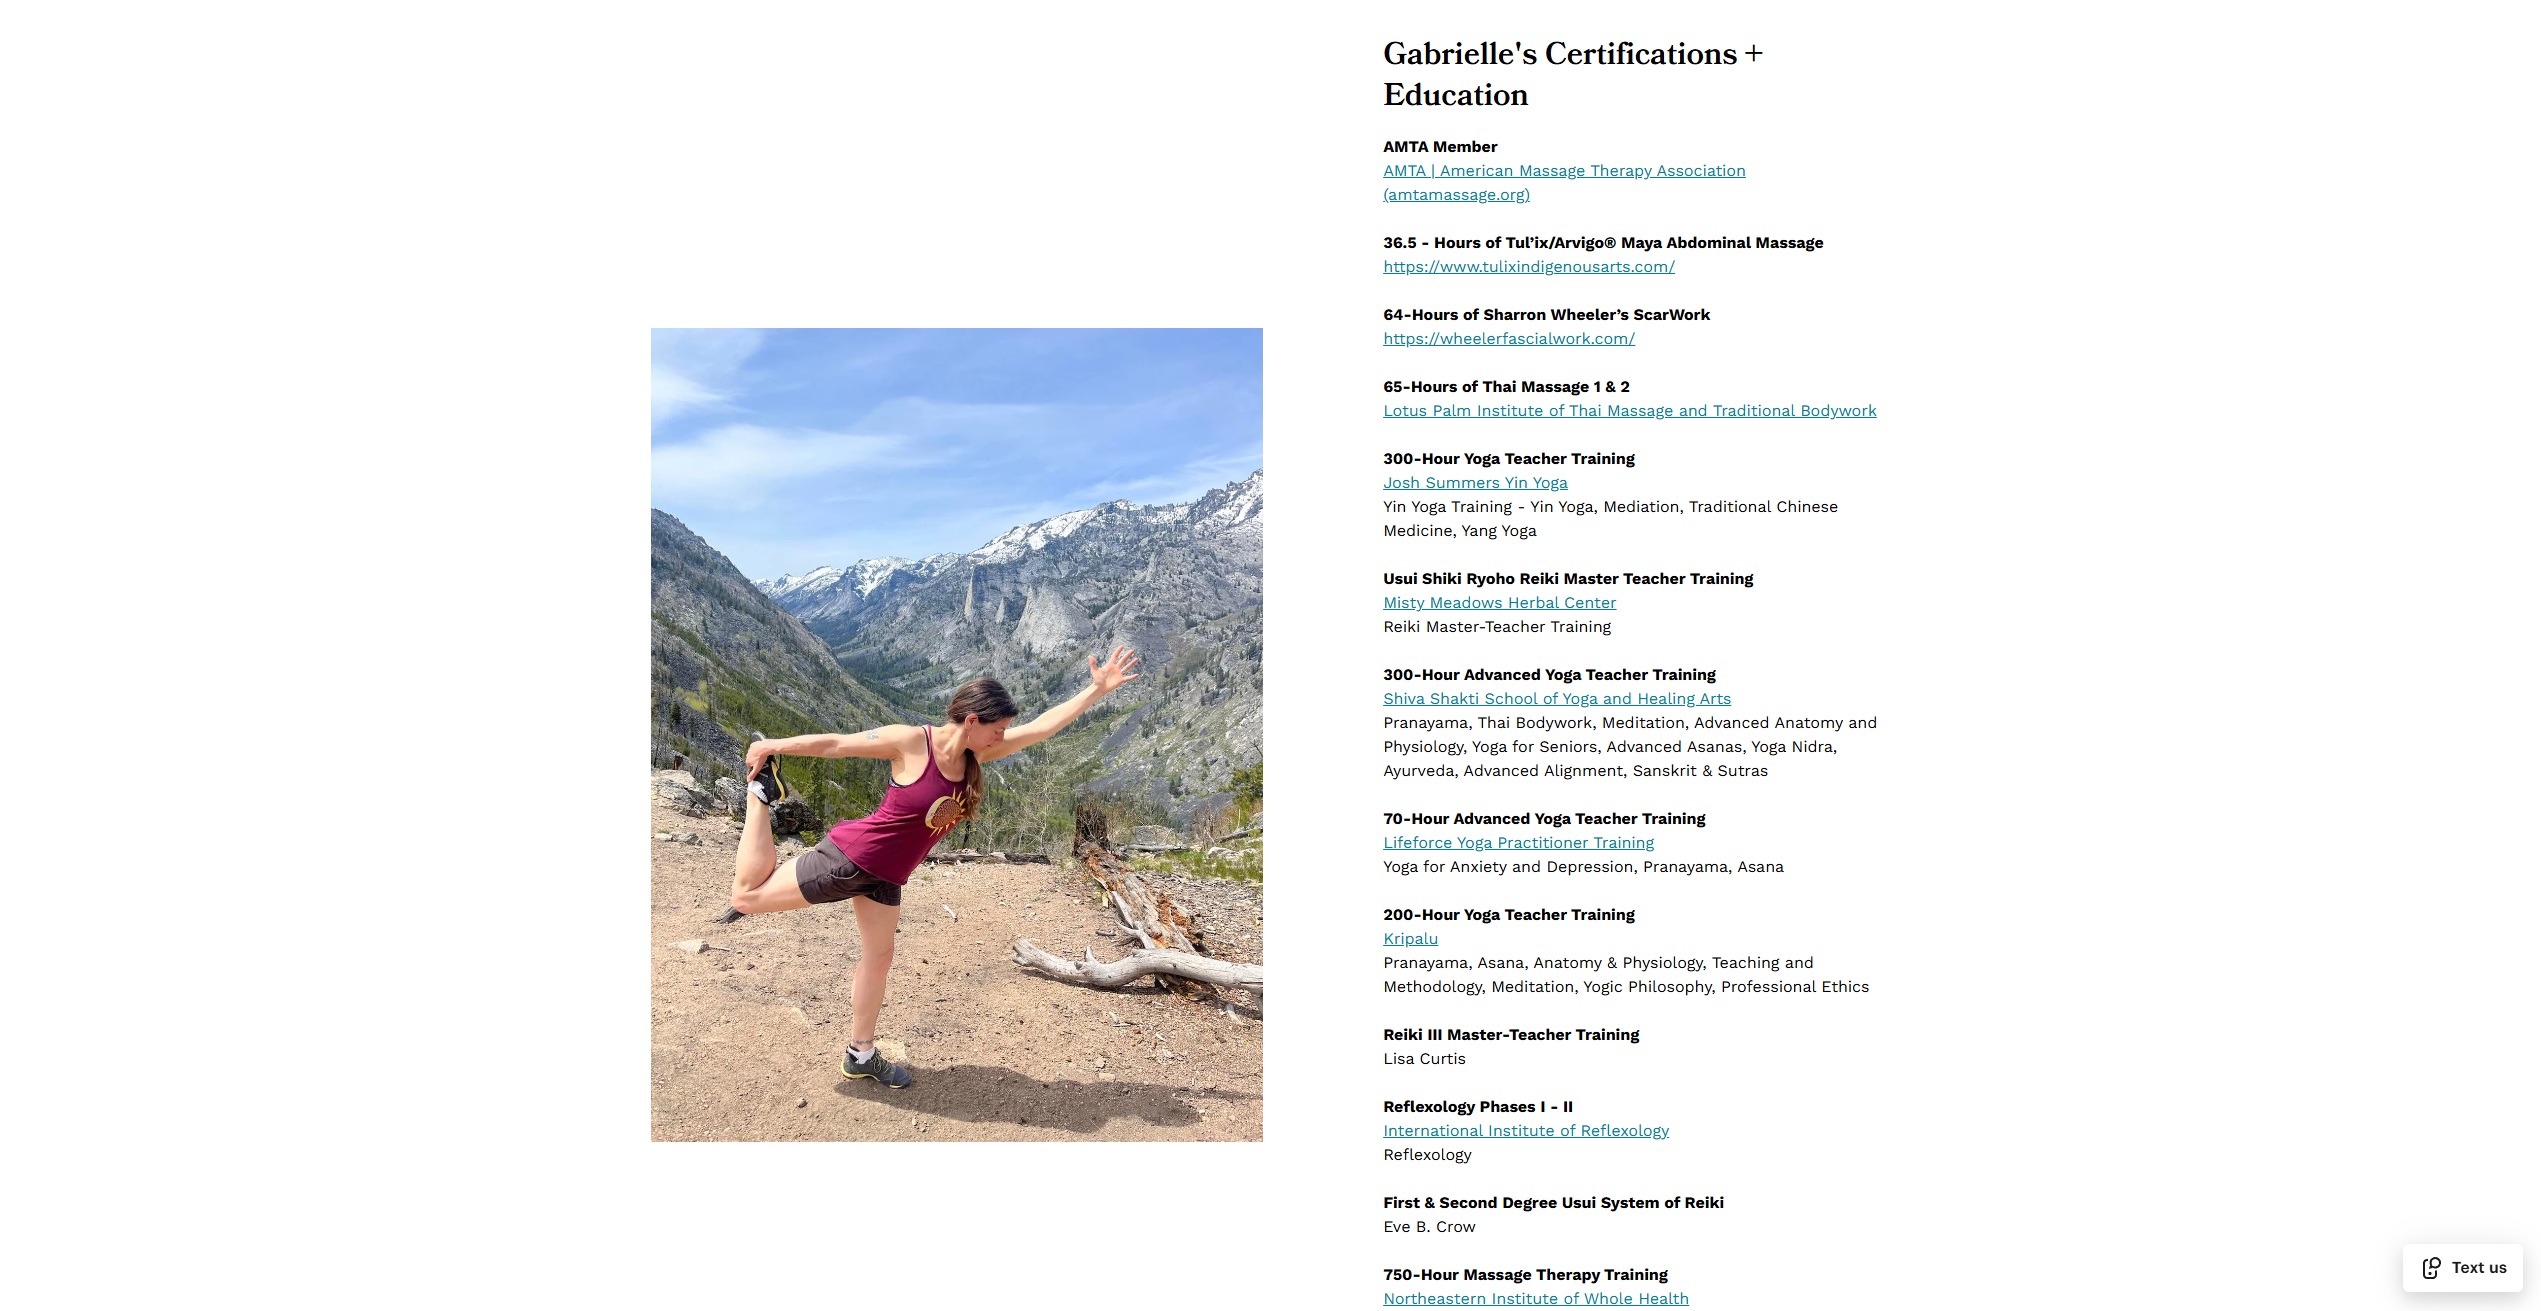 Gabrielle's Certifications +
Education
AMTA Member
AMTA | American Massage Therapy Association
(amtamassage.org)
36.5 - Hours of Tul’ix/Arvigo® Maya Abdominal Massage
https://www.tulixindigenousarts.com/
64-Hours of Sharron Wheeler’s ScarWork
https://wheelerfascialwork.com/
65-Hours of Thai Massage 1 & 2
Lotus Palm Institute of Thai Massage and Traditional Bodywork
300-Hour Yoga Teacher Training
Josh Summers Yin Yoga
Yin Yoga Training - Yin Yoga, Mediation, Traditional Chinese
Medicine, Yang Yoga
Usui Shiki Ryoho Reiki Master Teacher Training
Misty Meadows Herbal Center
Reiki Master-Teacher Training
300-Hour Advanced Yoga Teacher Training
Shiva Shakti School of Yoga and Healing Arts
Pranayama, Thai Bodywork, Meditation, Advanced Anatomy and
Physiology, Yoga for Seniors, Advanced Asanas, Yoga Nidra,
Ayurveda, Advanced Alignment, Sanskrit & Sutras
70-Hour Advanced Yoga Teacher Training
Lifeforce Yoga Practitioner Training
Yoga for Anxiety and Depression, Pranayama, Asana
200-Hour Yoga Teacher Training
Kripalu
Pranayama, Asana, Anatomy & Physiology, Teaching and
Methodology, Meditation, Yogic Philosophy, Professional Ethics
Reiki III Master-Teacher Training
Lisa Curtis
Reflexology Phases I - II
International Institute of Reflexology
Reflexology
First & Second Degree Usui System of Reiki
Eve B. Crow
750-Hour Massage Therapy Training
Northeastern Institute of Whole Health
Text us